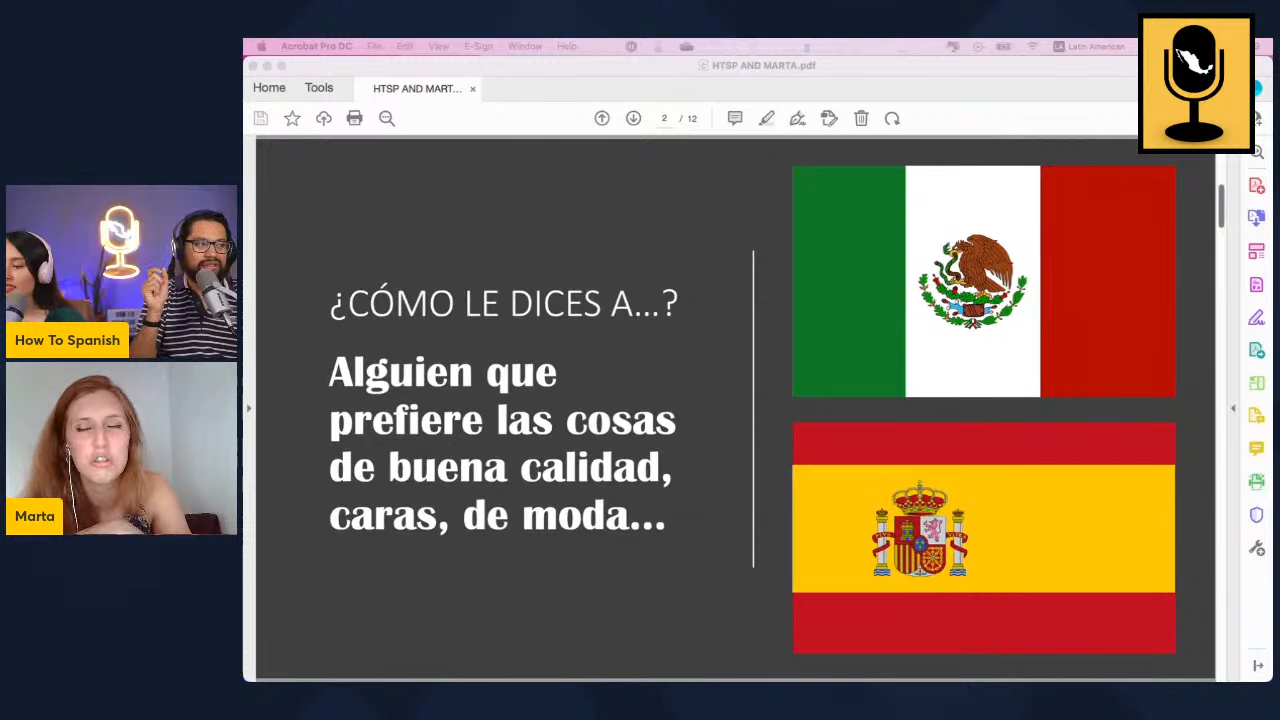 Acrobat Pro DC File Edit View E-Sign Window Help
Latin American
HTSP AND MARTA.pdf
Home Tools HTSP AND MART... ×
2 / 12
¿CÓMO LE DICES A...?
Alguien que
prefiere las cosas
de buena calidad,
caras, de moda...
How To Spanish
Marta